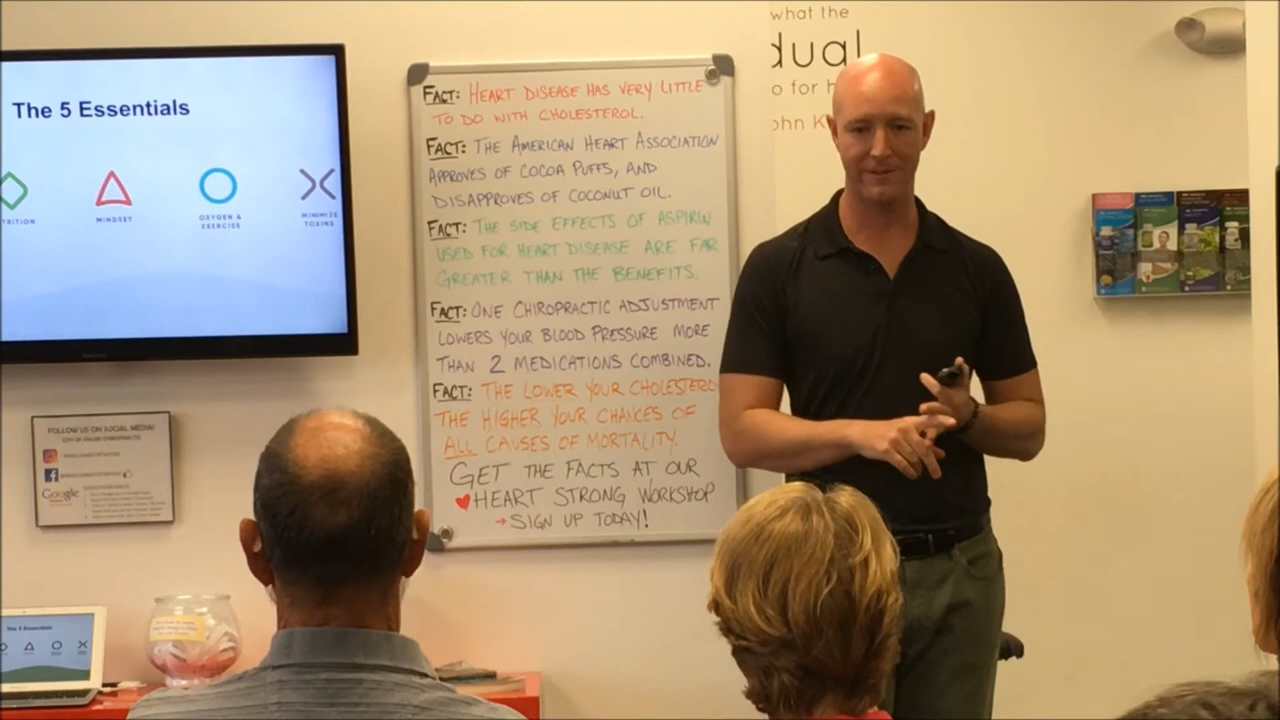 The 5 Essentials
TRITION
MINDSET
OXYGEN &
EXERCISE
MINIMIZE
TOXINS
FACT: HEART DISEASE HAS VERY LITTLE
TO DO WITH CHOLESTEROL.
FACT: THE AMERICAN HEART ASSOCIATION
APPROVES OF COCOA PUFFS, AND
DISAPPROVES OF COCONUT OIL.
FACT: THE SIDE EFFECTS OF ASPIRIN
USED FOR HEART DISEASE ARE FAR
GREATER THAN THE BENEFITS.
FACT: ONE CHIROPRACTIC ADJUSTMENT
LOWERS YOUR BLOOD PRESSURE MORE
THAN 2 MEDICATIONS COMBINED.
FACT: THE LOWER YOUR CHOLESTERO
THE HIGHER YOUR CHANCES OF
ALL CAUSES OF MORTALITY.
GET THE FACTS AT OUR
HEART STRONG WORKSHOP
→ SIGN UP TODAY!
what the
dual
o for h
ohn K
FOLLOW US ON SOCIAL MEDIA!
Google
The 5 Essentials